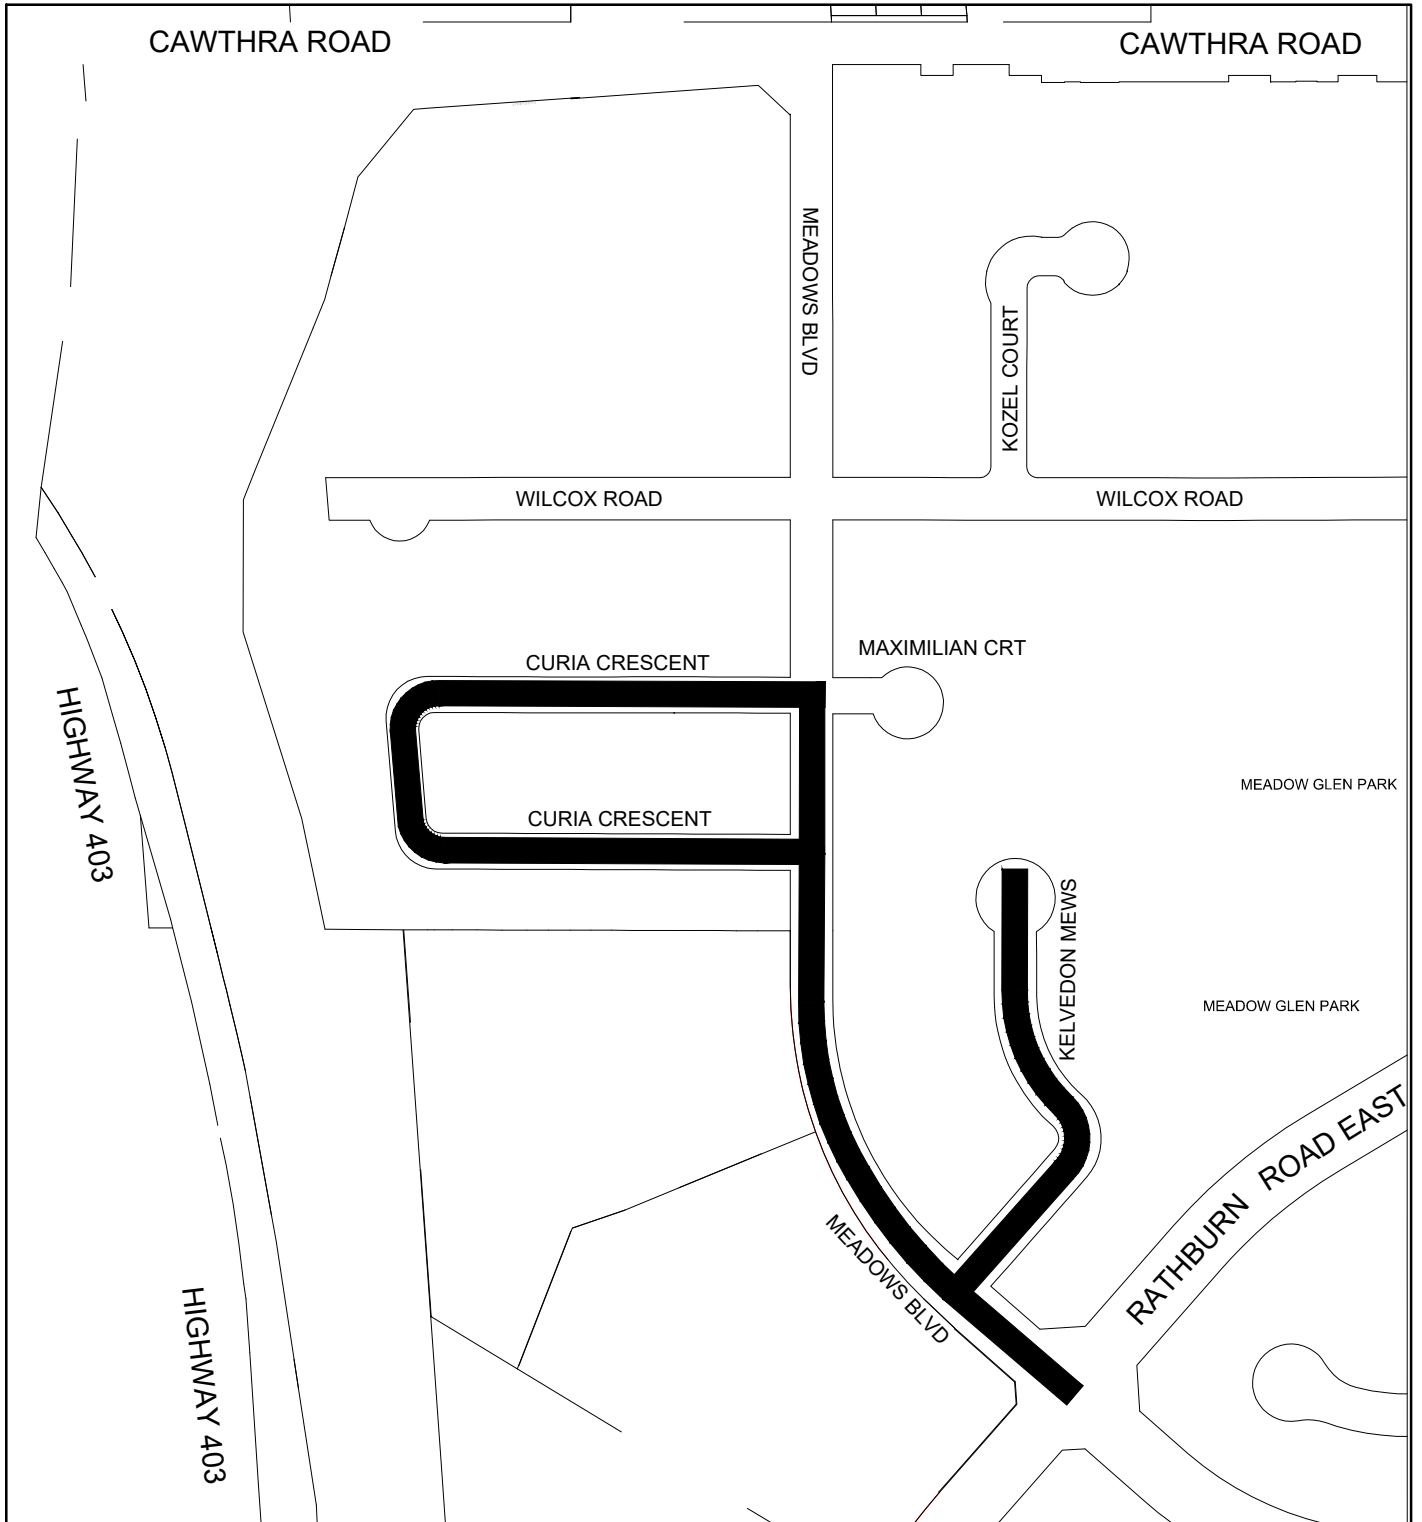 CAWTHRA ROAD
CAWTHRA ROAD
MEADOWS BLVD
KOZEL COURT
WILCOX ROAD
WILCOX ROAD
MAXIMILIAN CRT
CURIA CRESCENT
HIGHWAY 403
MEADOW GLEN PARK
CURIA CRESCENT
KELVEDON MEWS
MEADOW GLEN PARK
RATHBURN ROAD EAST
MEADOWS BLVD
HIGHWAY 403